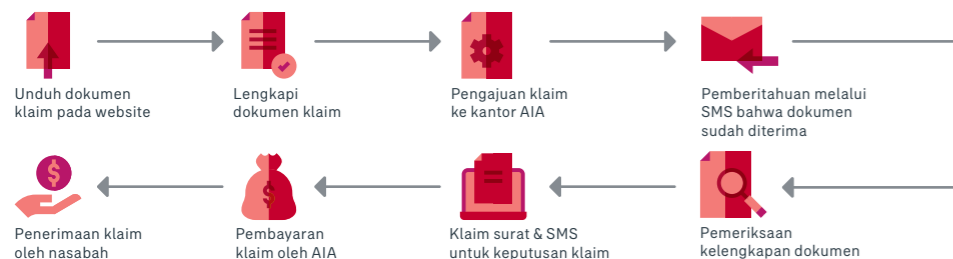 Unduh dokumen
klaim pada website
Lengkapi
dokumen klaim
Pengajuan klaim
ke kantor AIA
Pemberitahuan melalui
SMS bahwa dokumen
sudah diterima
Pemeriksaan
kelengkapan dokumen
Klaim surat & SMS
untuk keputusan klaim
$
Pembayaran
klaim oleh AIA
$
Penerimaan klaim
oleh nasabah